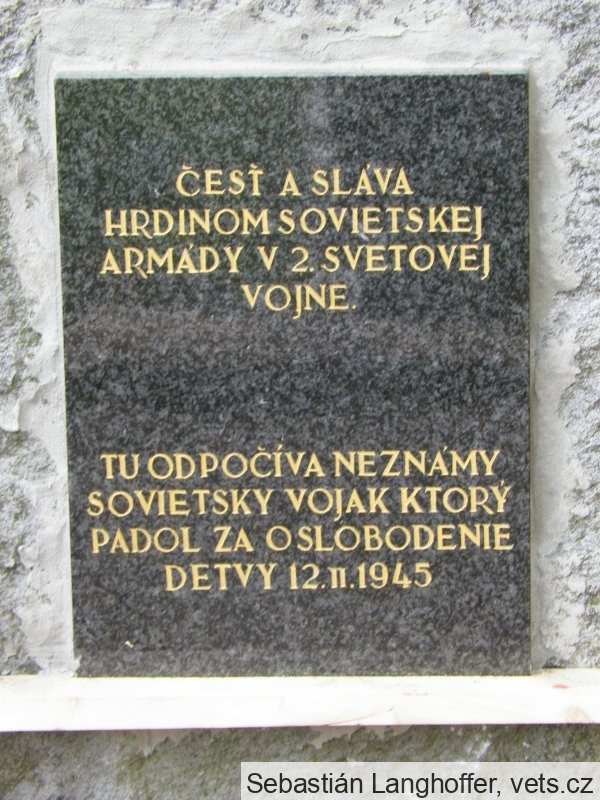 ČESŤ A SLÁVA
HRDINOM SOVIETSKEJ
ARMÁDY V 2. SVETOVEJ
VOJNE.
TU ODPOČÍVA NEZNÁMY
SOVIETSKY VOJAK KTORÝ
PADOL ZA OSLOBODENIE
DETVY 12.II.1945
Sebastián Langhoffer, vets.cz